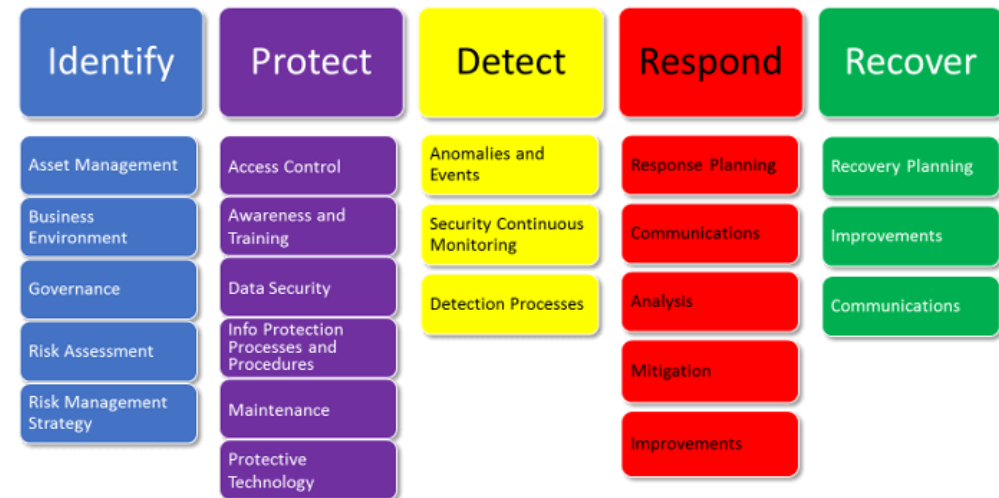 Identify
Protect
Detect
Respond
Recover
Asset Management
Business
Environment
Governance
Risk Assessment
Risk Management
Strategy
Access Control
Awareness and
Training
Data Security
Info Protection
Processes and
Procedures
Maintenance
Protective
Technology
Anomalies and
Events
Security Continuous
Monitoring
Detection Processes
Response Planning
Communications
Analysis
Mitigation
Improvements
Recovery Planning
Improvements
Communications